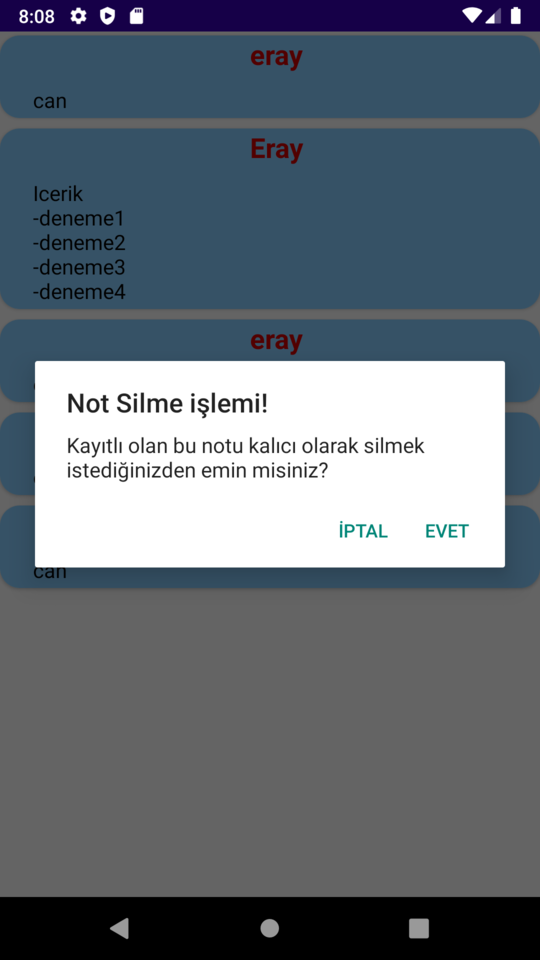 8:08
eray
can
Eray
Icerik
-deneme1
-deneme2
-deneme3
-deneme4
eray
Not Silme işlemi!
Kayıtlı olan bu notu kalıcı olarak silmek
istediğinizden emin misiniz?
İPTAL
EVET
can